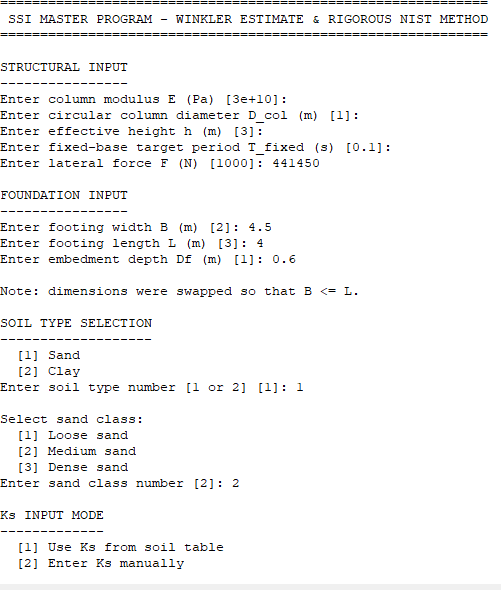 ================================================================
SSI MASTER PROGRAM - WINKLER ESTIMATE & RIGOROUS NIST METHOD
================================================================
STRUCTURAL INPUT
----------------
Enter column modulus E (Pa) [3e+10]:
Enter circular column diameter D_col (m) [1]:
Enter effective height h (m) [3]:
Enter fixed-base target period T_fixed (s) [0.1]:
Enter lateral force F (N) [1000]: 441450
FOUNDATION INPUT
----------------
Enter footing width B (m) [2]: 4.5
Enter footing length L (m) [3]: 4
Enter embedment depth Df (m) [1]: 0.6
Note: dimensions were swapped so that B <= L.
SOIL TYPE SELECTION
-------------------
[1] Sand
[2] Clay
Enter soil type number [1 or 2] [1]: 1
Select sand class:
[1] Loose sand
[2] Medium sand
[3] Dense sand
Enter sand class number [2]: 2
Ks INPUT MODE
-------------
[1] Use Ks from soil table
[2] Enter Ks manually